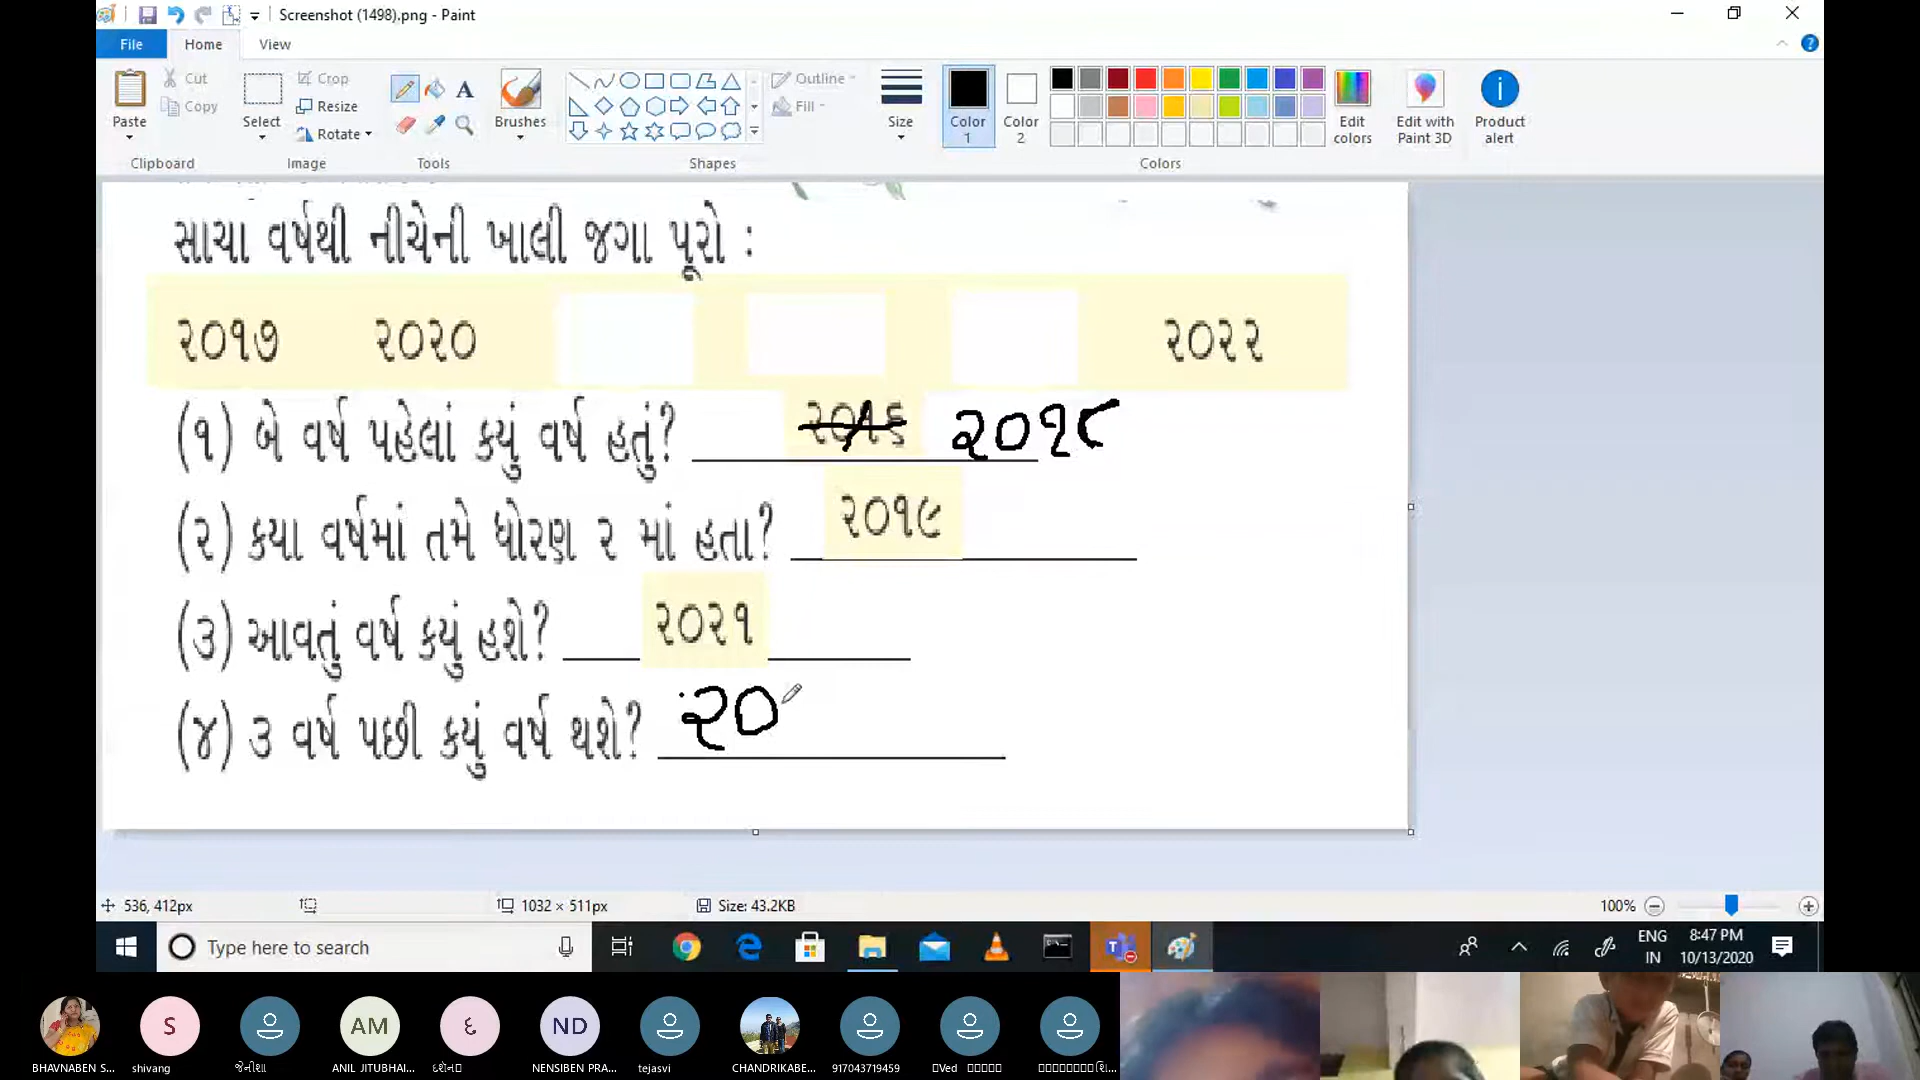 Screenshot (1498).png - Paint
File Home View
Paste Cut Copy Clipboard
Select Crop Resize Rotate Image
Tools
Brushes
Outline Fill Shapes
Size
Color 1 Color 2
Edit colors
Colors
Edit with Paint 3D
Product alert
સાચા વર્ષથી નીચેની ખાલી જગા પૂરો :
૨૦૧૭ ૨૦૨૦ ૨૦૨૨
(૧) બે વર્ષ પહેલાં કયું વર્ષ હતું? ૨૦૧૬ ૨૦૧૮
(૨) કયા વર્ષમાં તમે ધોરણ ૨ માં હતા? ૨૦૧૯
(૩) આવતું વર્ષ કયું હશે? ૨૦૨૧
(૪) ૩ વર્ષ પછી કયું વર્ષ થશે? ૨૦
536, 412px 1032 × 511px Size: 43.2KB 100%
Type here to search
ENG IN
8:47 PM
10/13/2020
S AM દ ND
BHAVNABEN S... shivang જેનીશા ANIL JITUBHAI... NENSIBEN PRA... tejasvi CHANDRIKABE... 917043719459 Ved